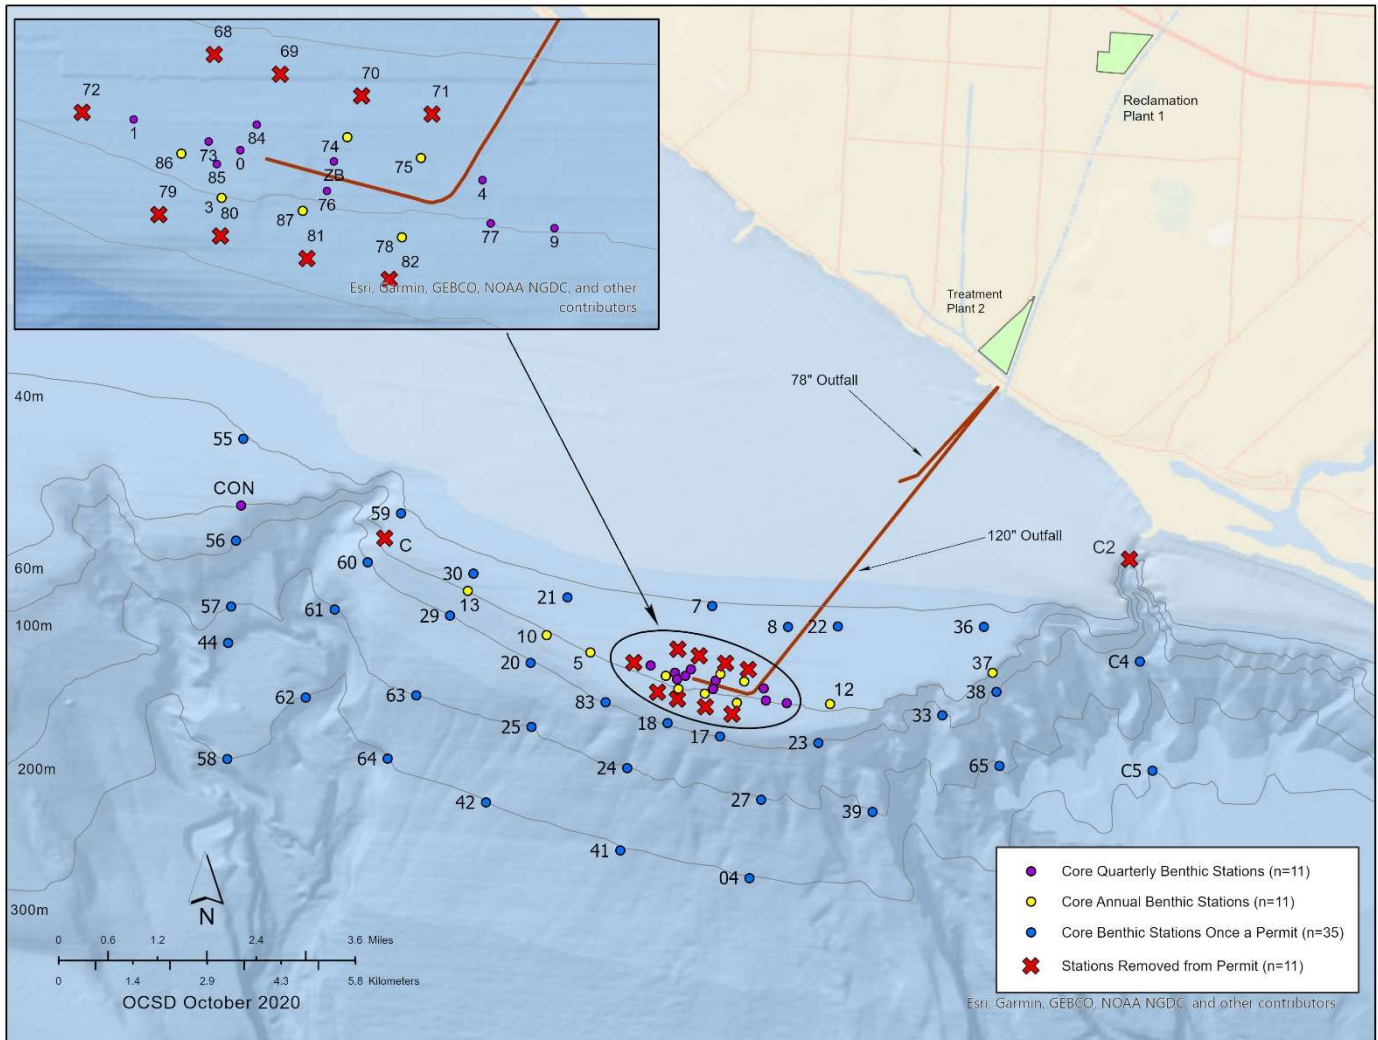 68
69
70
71
72
1
84
74
73
0
86
85
ZB
75
4
79
3
80
76
87
77
9
81
78
82
Esri, Garmin, GEBCO, NOAA NGDC, and other
contributors
Reclamation
Plant 1
Treatment
Plant 2
78" Outfall
120" Outfall
40m
55
CON
59
56
C
C2
60m
60
30
13
21
7
57
61
29
8
22
36
100m
10
44
5
20
C4
37
62
63
83
12
38
18
33
25
17
23
58
64
65
C5
200m
24
42
27
39
41
04
300m
N
0 0.6 1.2 2.4 3.6 Miles
0 1.4 2.9 4.3 5.8 Kilometers
OCSD October 2020
Core Quarterly Benthic Stations (n=11)
Core Annual Benthic Stations (n=11)
Core Benthic Stations Once a Permit (n=35)
Stations Removed from Permit (n=11)
Esri, Garmin, GEBCO, NOAA NGDC, and other contributors